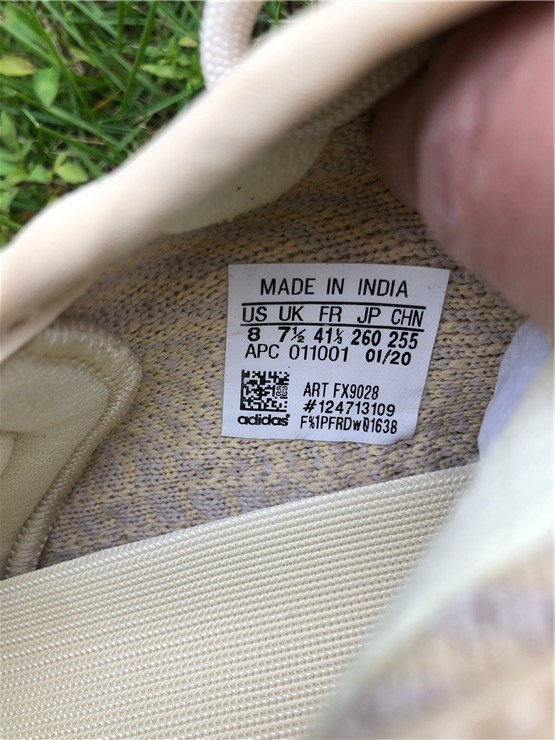 MADE IN INDIA
US UK FR JP CHN
8 7½ 41⅓ 260 255
APC 011001 01/20
ART FX9028
#124713109
adidas F%1PFRDw01638